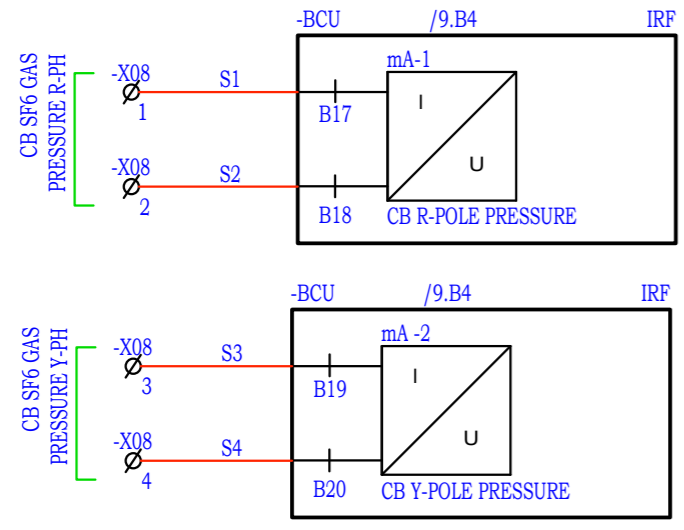 -BCU /9.B4 IRF
CB SF6 GAS
PRESSURE R-PH
-X08
1
S1
B17
mA-1
I
U
-X08
2
S2
B18
CB R-POLE PRESSURE
-BCU /9.B4 IRF
CB SF6 GAS
PRESSURE Y-PH
-X08
3
S3
B19
mA -2
I
U
-X08
4
S4
B20
CB Y-POLE PRESSURE